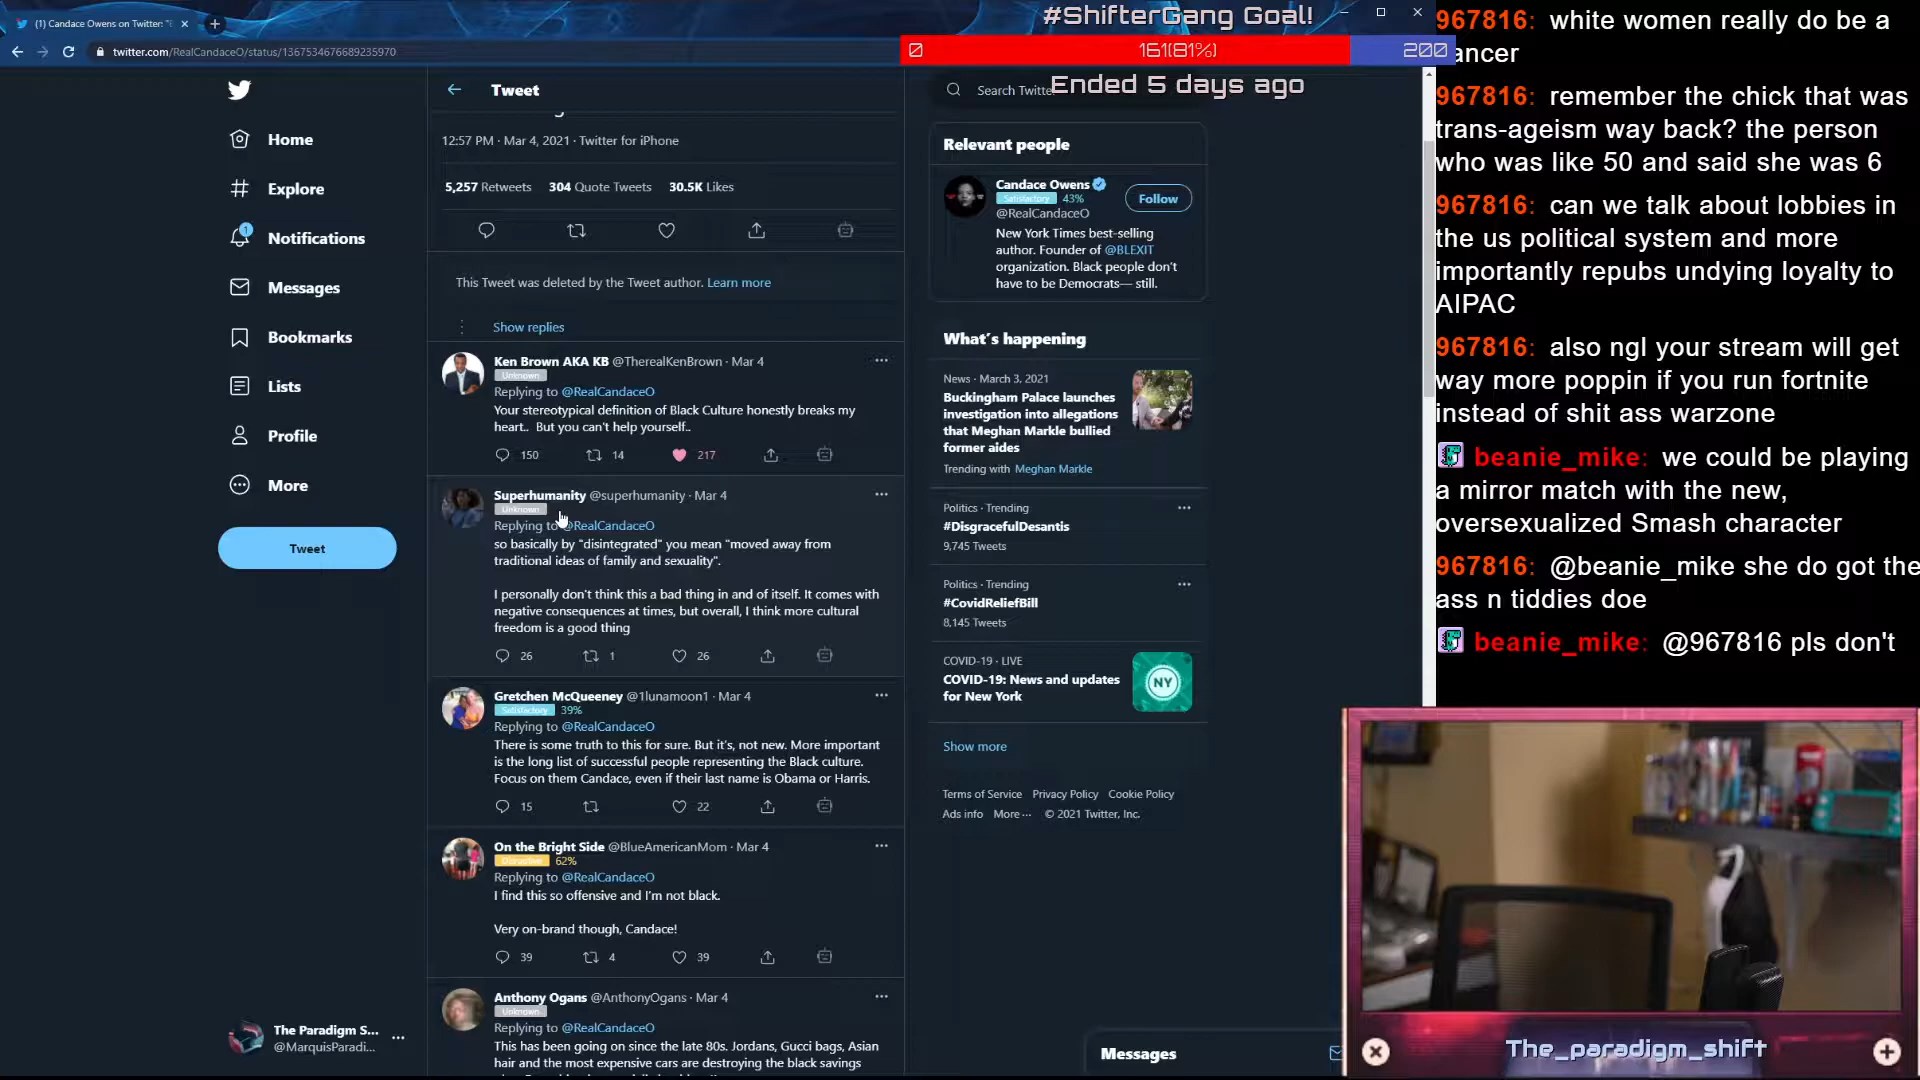 (1) Candace Owens on Twitter: "
twitter.com/RealCandaceO/status/1367534676689235970
#ShifterGang Goal!
0
161(81%)
200
Ended 5 days ago
Home
Explore
1
Notifications
Messages
Bookmarks
Lists
Profile
More
Tweet
The Paradigm S...
@MarquisParadi...
Tweet
12:57 PM · Mar 4, 2021 · Twitter for iPhone
5,257 Retweets 304 Quote Tweets 30.5K Likes
This Tweet was deleted by the Tweet author. Learn more
Show replies
Ken Brown AKA KB @TherealKenBrown · Mar 4
Unknown
Replying to @RealCandaceO
Your stereotypical definition of Black Culture honestly breaks my
heart.. But you can't help yourself..
150 14 217
Superhumanity @superhumanity · Mar 4
Unknown
Replying to @RealCandaceO
so basically by "disintegrated" you mean "moved away from
traditional ideas of family and sexuality".
I personally don't think this a bad thing in and of itself. It comes with
negative consequences at times, but overall, I think more cultural
freedom is a good thing
26 1 26
Gretchen McQueeney @1lunamoon1 · Mar 4
Satisfactory 39%
Replying to @RealCandaceO
There is some truth to this for sure. But it's, not new. More important
is the long list of successful people representing the Black culture.
Focus on them Candace, even if their last name is Obama or Harris.
15 22
On the Bright Side @BlueAmericanMom · Mar 4
Disruptive 62%
Replying to @RealCandaceO
I find this so offensive and I'm not black.
Very on-brand though, Candace!
39 4 39
Anthony Ogans @AnthonyOgans · Mar 4
Unknown
Replying to @RealCandaceO
This has been going on since the late 80s. Jordans, Gucci bags, Asian
hair and the most expensive cars are destroying the black savings
Search Twitte
Relevant people
Candace Owens
Satisfactory 43%
@RealCandaceO
Follow
New York Times best-selling
author. Founder of @BLEXIT
organization. Black people don't
have to be Democrats— still.
What's happening
News · March 3, 2021
Buckingham Palace launches
investigation into allegations
that Meghan Markle bullied
former aides
Trending with Meghan Markle
Politics · Trending
#DisgracefulDesantis
9,745 Tweets
Politics · Trending
#CovidReliefBill
8,145 Tweets
COVID-19 · LIVE
COVID-19: News and updates
for New York
NY
Show more
Terms of Service Privacy Policy Cookie Policy
Ads info More··· © 2021 Twitter, Inc.
Messages
967816: white women really do be a
ancer
967816: remember the chick that was
trans-ageism way back? the person
who was like 50 and said she was 6
967816: can we talk about lobbies in
the us political system and more
importantly repubs undying loyalty to
AIPAC
967816: also ngl your stream will get
way more poppin if you run fortnite
instead of shit ass warzone
beanie_mike: we could be playing
a mirror match with the new,
oversexualized Smash character
967816: @beanie_mike she do got the
ass n tiddies doe
beanie_mike: @967816 pls don't
The_paradigm_shift